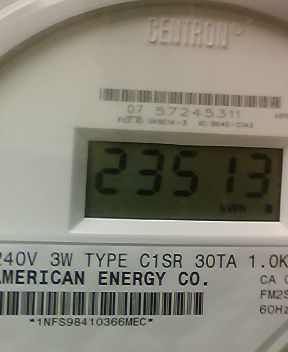 CENTRON
07 57245311
23513
kWh
240V 3W TYPE C1SR 30TA 1.0K
AMERICAN ENERGY CO.
CA
FM2S
60Hz
*1NFS98410366MEC*